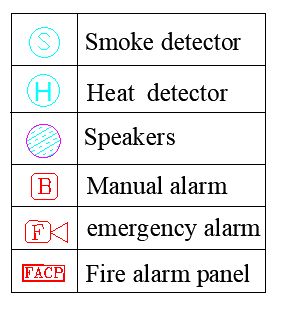 S Smoke detector
H Heat detector
Speakers
B Manual alarm
F emergency alarm
FACP Fire alarm panel